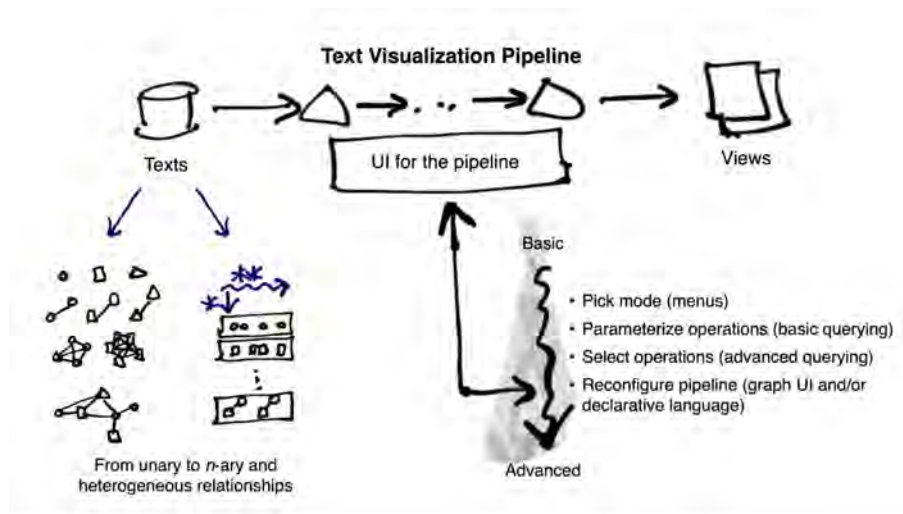 Text Visualization Pipeline
Texts
UI for the pipeline
Views
Basic
• Pick mode (menus)
• Parameterize operations (basic querying)
• Select operations (advanced querying)
• Reconfigure pipeline (graph UI and/or
declarative language)
Advanced
From unary to n-ary and
heterogeneous relationships